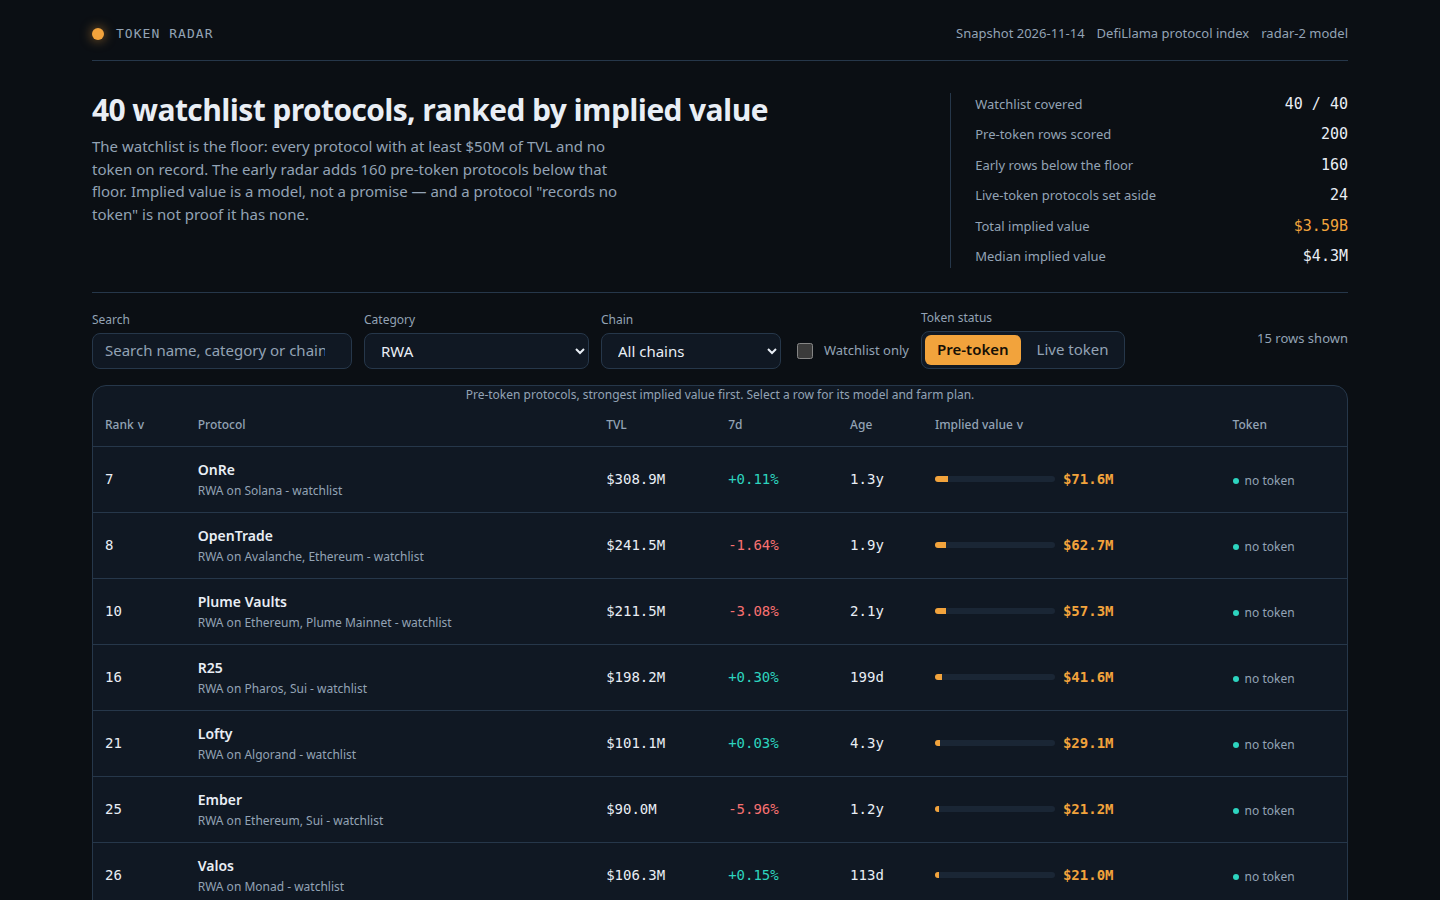 TOKEN RADAR
Snapshot 2026-11-14 DefiLlama protocol index radar-2 model
40 watchlist protocols, ranked by implied value
The watchlist is the floor: every protocol with at least $50M of TVL and no
token on record. The early radar adds 160 pre-token protocols below that
floor. Implied value is a model, not a promise — and a protocol "records no
token" is not proof it has none.
Watchlist covered 40 / 40
Pre-token rows scored 200
Early rows below the floor 160
Live-token protocols set aside 24
Total implied value $3.59B
Median implied value $4.3M
Search Category Chain Token status
Search name, category or chain RWA All chains Watchlist only Pre-token Live token 15 rows shown
Pre-token protocols, strongest implied value first. Select a row for its model and farm plan.
Rank v Protocol TVL 7d Age Implied value v Token
7 OnRe $308.9M +0.11% 1.3y $71.6M no token
RWA on Solana - watchlist
8 OpenTrade $241.5M -1.64% 1.9y $62.7M no token
RWA on Avalanche, Ethereum - watchlist
10 Plume Vaults $211.5M -3.08% 2.1y $57.3M no token
RWA on Ethereum, Plume Mainnet - watchlist
16 R25 $198.2M +0.30% 199d $41.6M no token
RWA on Pharos, Sui - watchlist
21 Lofty $101.1M +0.03% 4.3y $29.1M no token
RWA on Algorand - watchlist
25 Ember $90.0M -5.96% 1.2y $21.2M no token
RWA on Ethereum, Sui - watchlist
26 Valos $106.3M +0.15% 113d $21.0M no token
RWA on Monad - watchlist